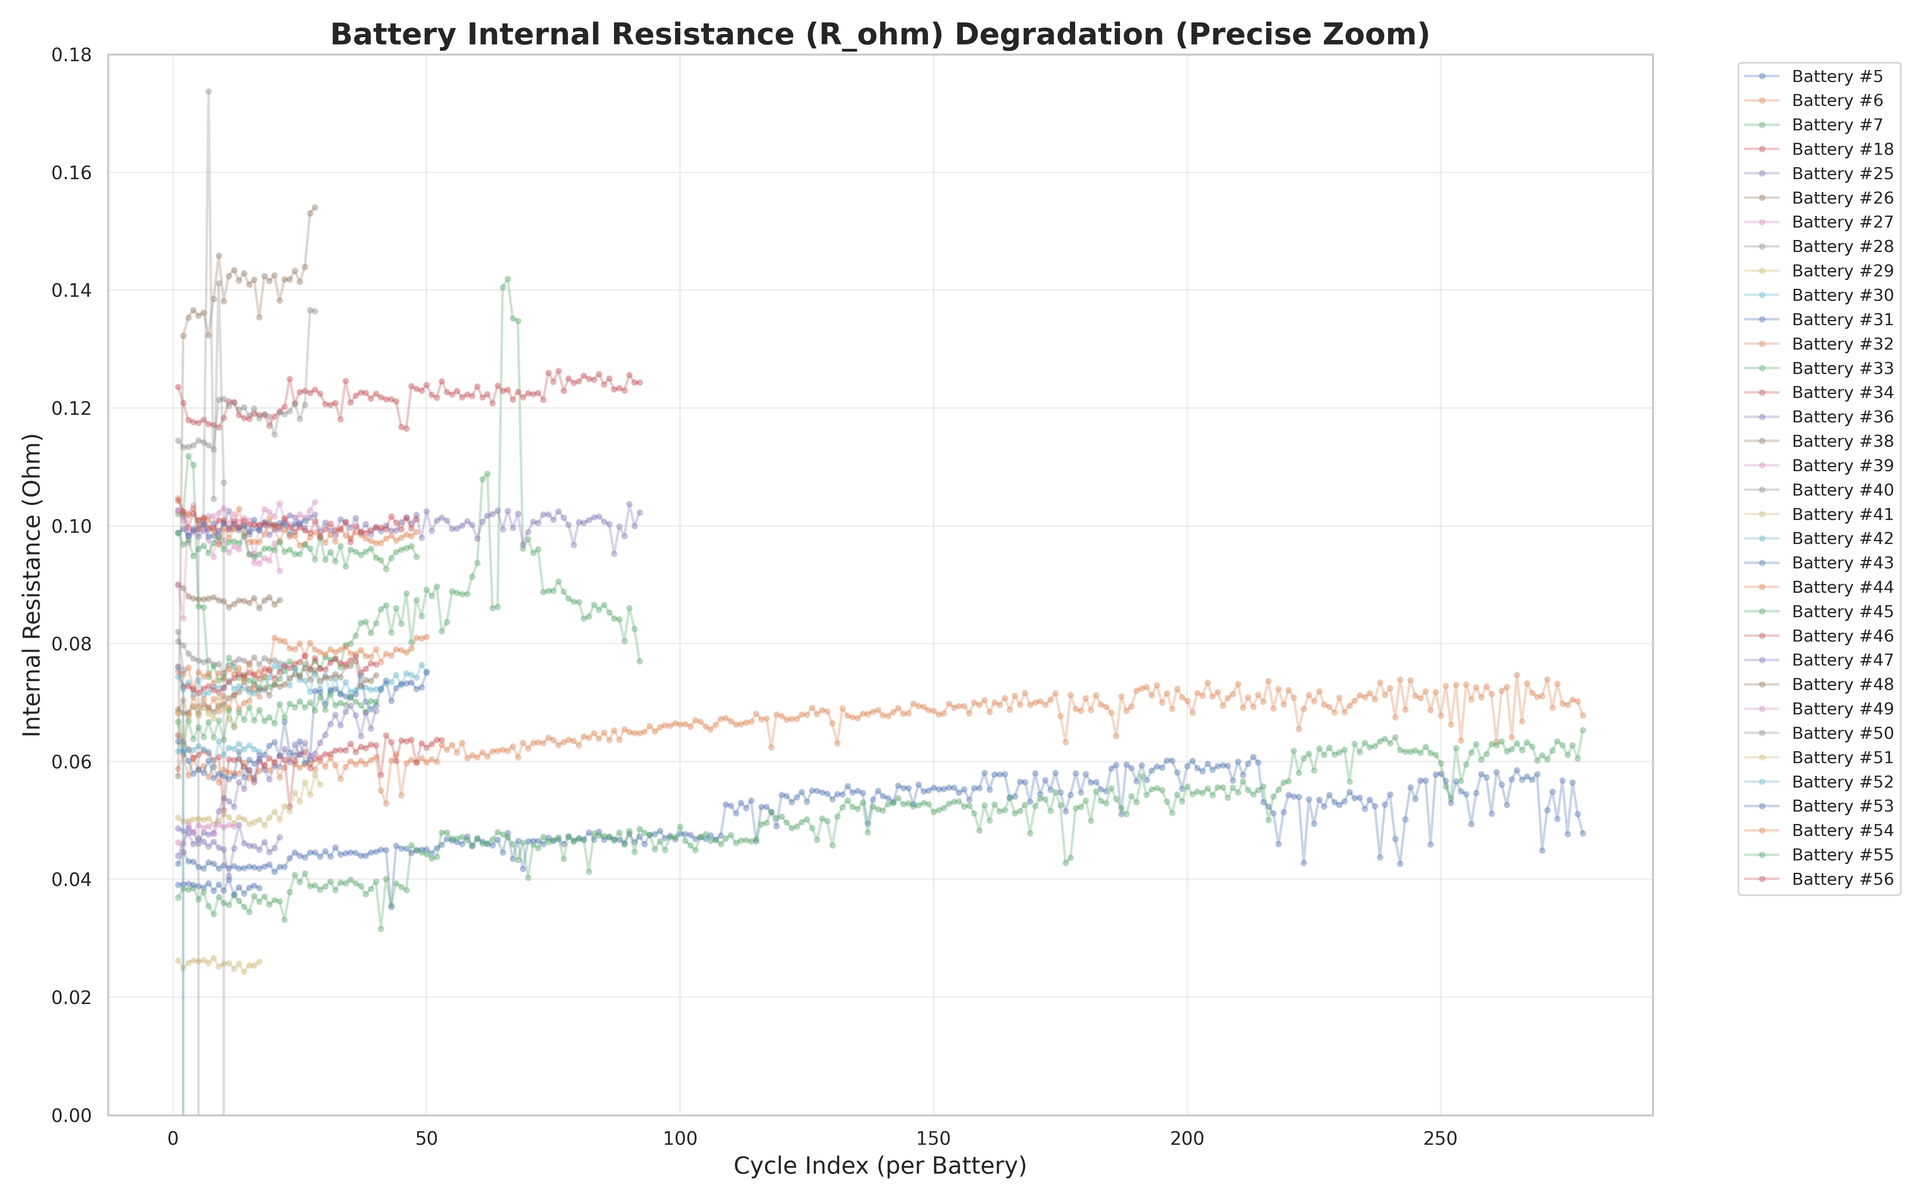 Battery Internal Resistance (R_ohm) Degradation (Precise Zoom)
Internal Resistance (Ohm)
0.18
0.16
0.14
0.12
0.10
0.08
0.06
0.04
0.02
0.00
0
50
100
150
200
250
Cycle Index (per Battery)
Battery #5
Battery #6
Battery #7
Battery #18
Battery #25
Battery #26
Battery #27
Battery #28
Battery #29
Battery #30
Battery #31
Battery #32
Battery #33
Battery #34
Battery #36
Battery #38
Battery #39
Battery #40
Battery #41
Battery #42
Battery #43
Battery #44
Battery #45
Battery #46
Battery #47
Battery #48
Battery #49
Battery #50
Battery #51
Battery #52
Battery #53
Battery #54
Battery #55
Battery #56